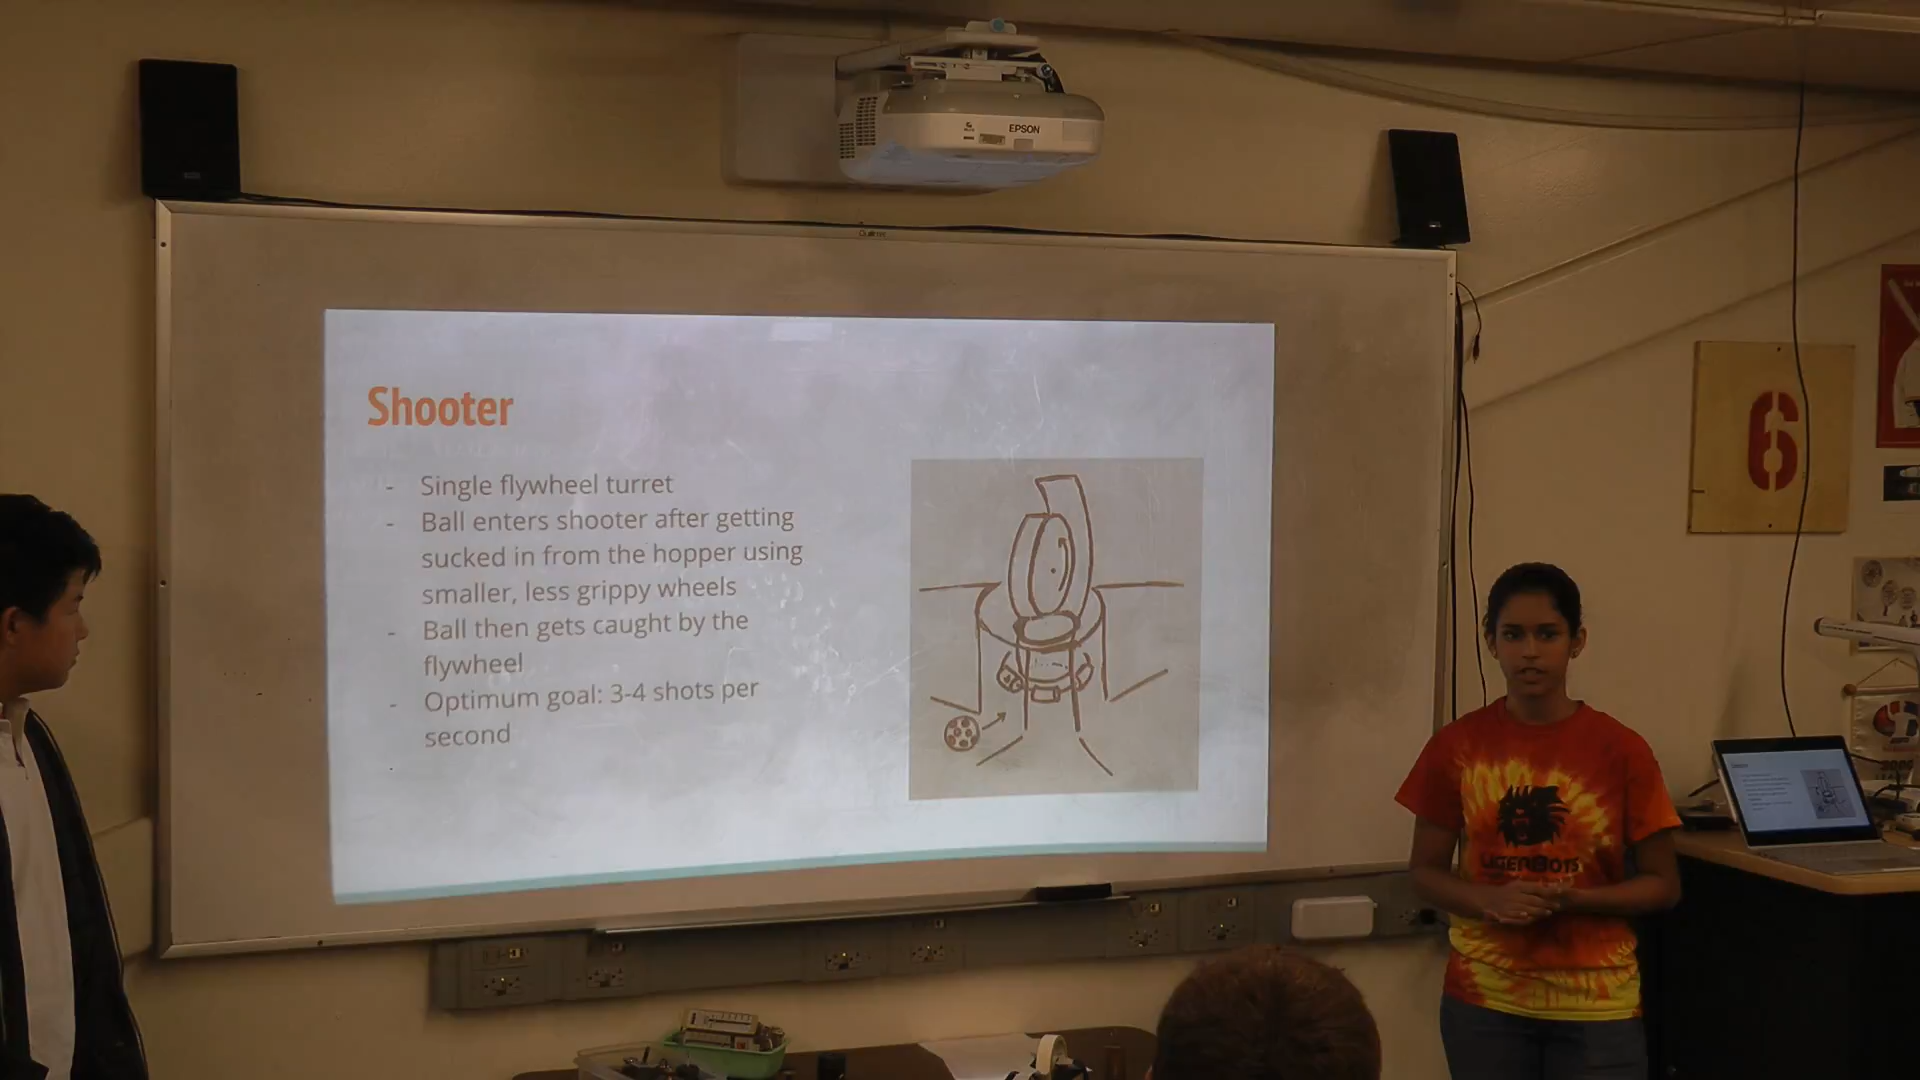 EPSON
Shooter
- Single flywheel turret
- Ball enters shooter after getting
sucked in from the hopper using
smaller, less grippy wheels
- Ball then gets caught by the
flywheel
- Optimum goal: 3-4 shots per
second
6